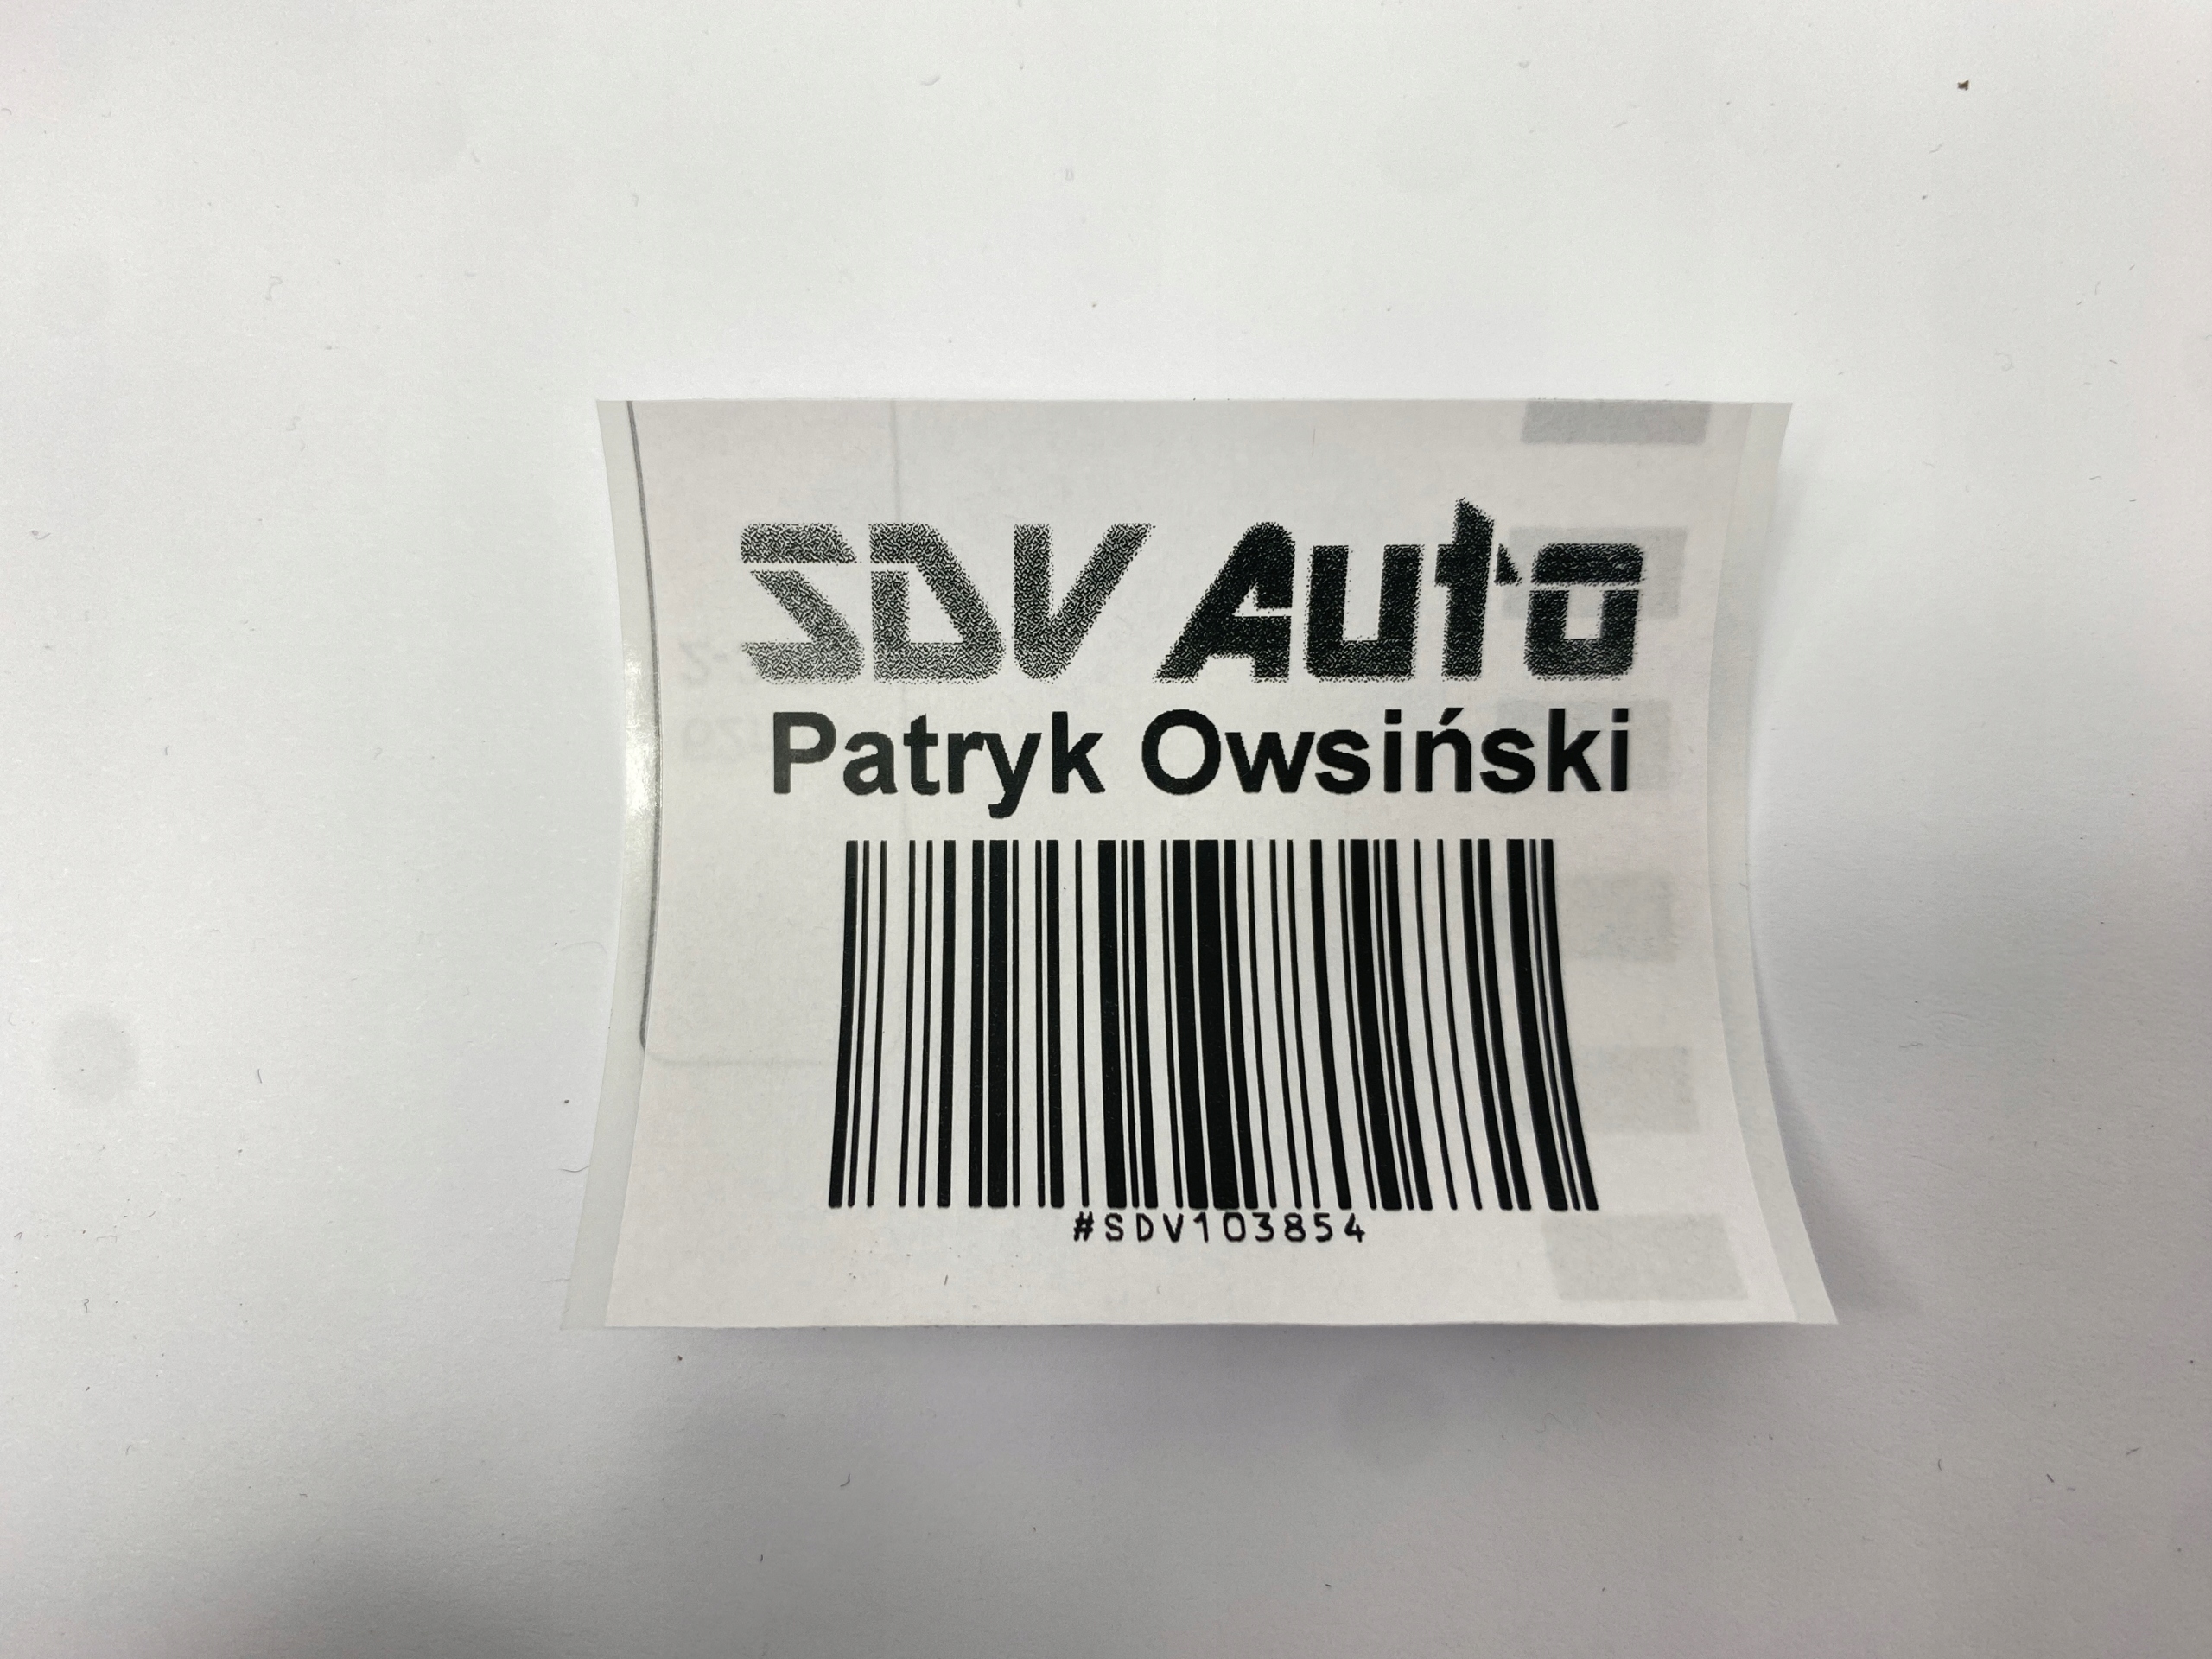 SDV Auto
Patryk Owsiński
#SDV103854